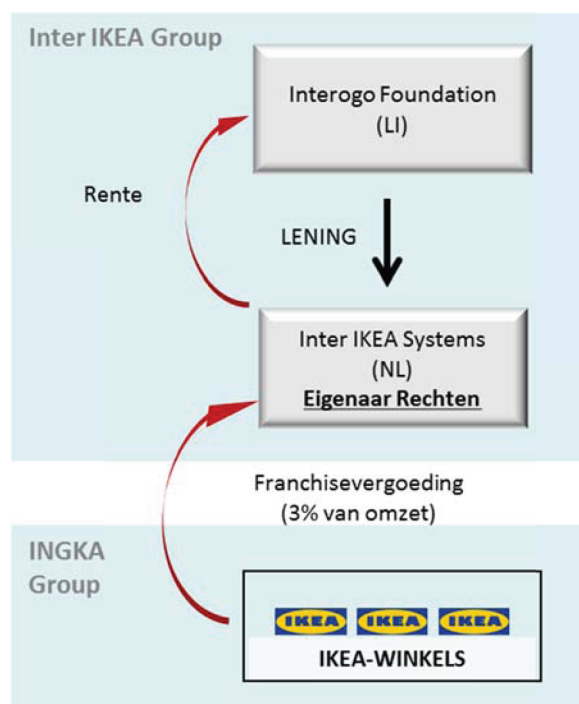 Inter IKEA Group
Interogo Foundation
(LI)
Rente
LENING
Inter IKEA Systems
(NL)
Eigenaar Rechten
Franchisevergoeding
(3% van omzet)
INGKA
Group
IKEA IKEA IKEA
IKEA-WINKELS